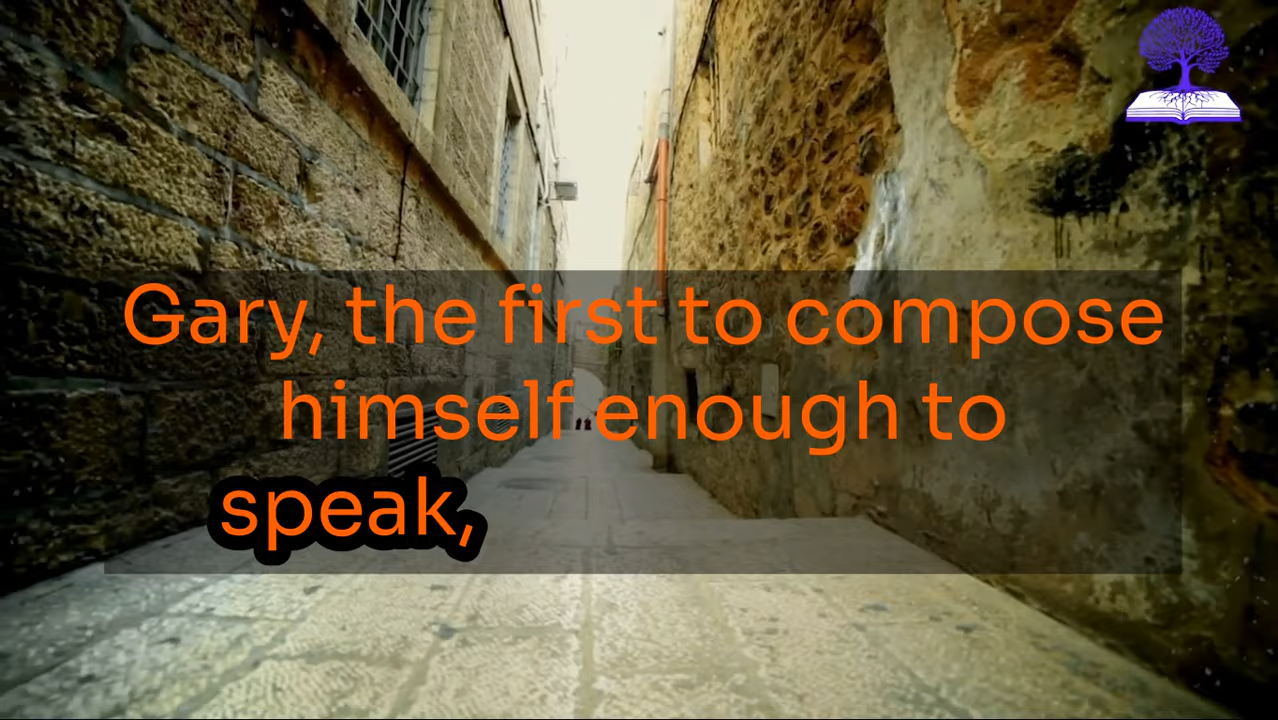 Gary, the first to compose
himself enough to
speak,